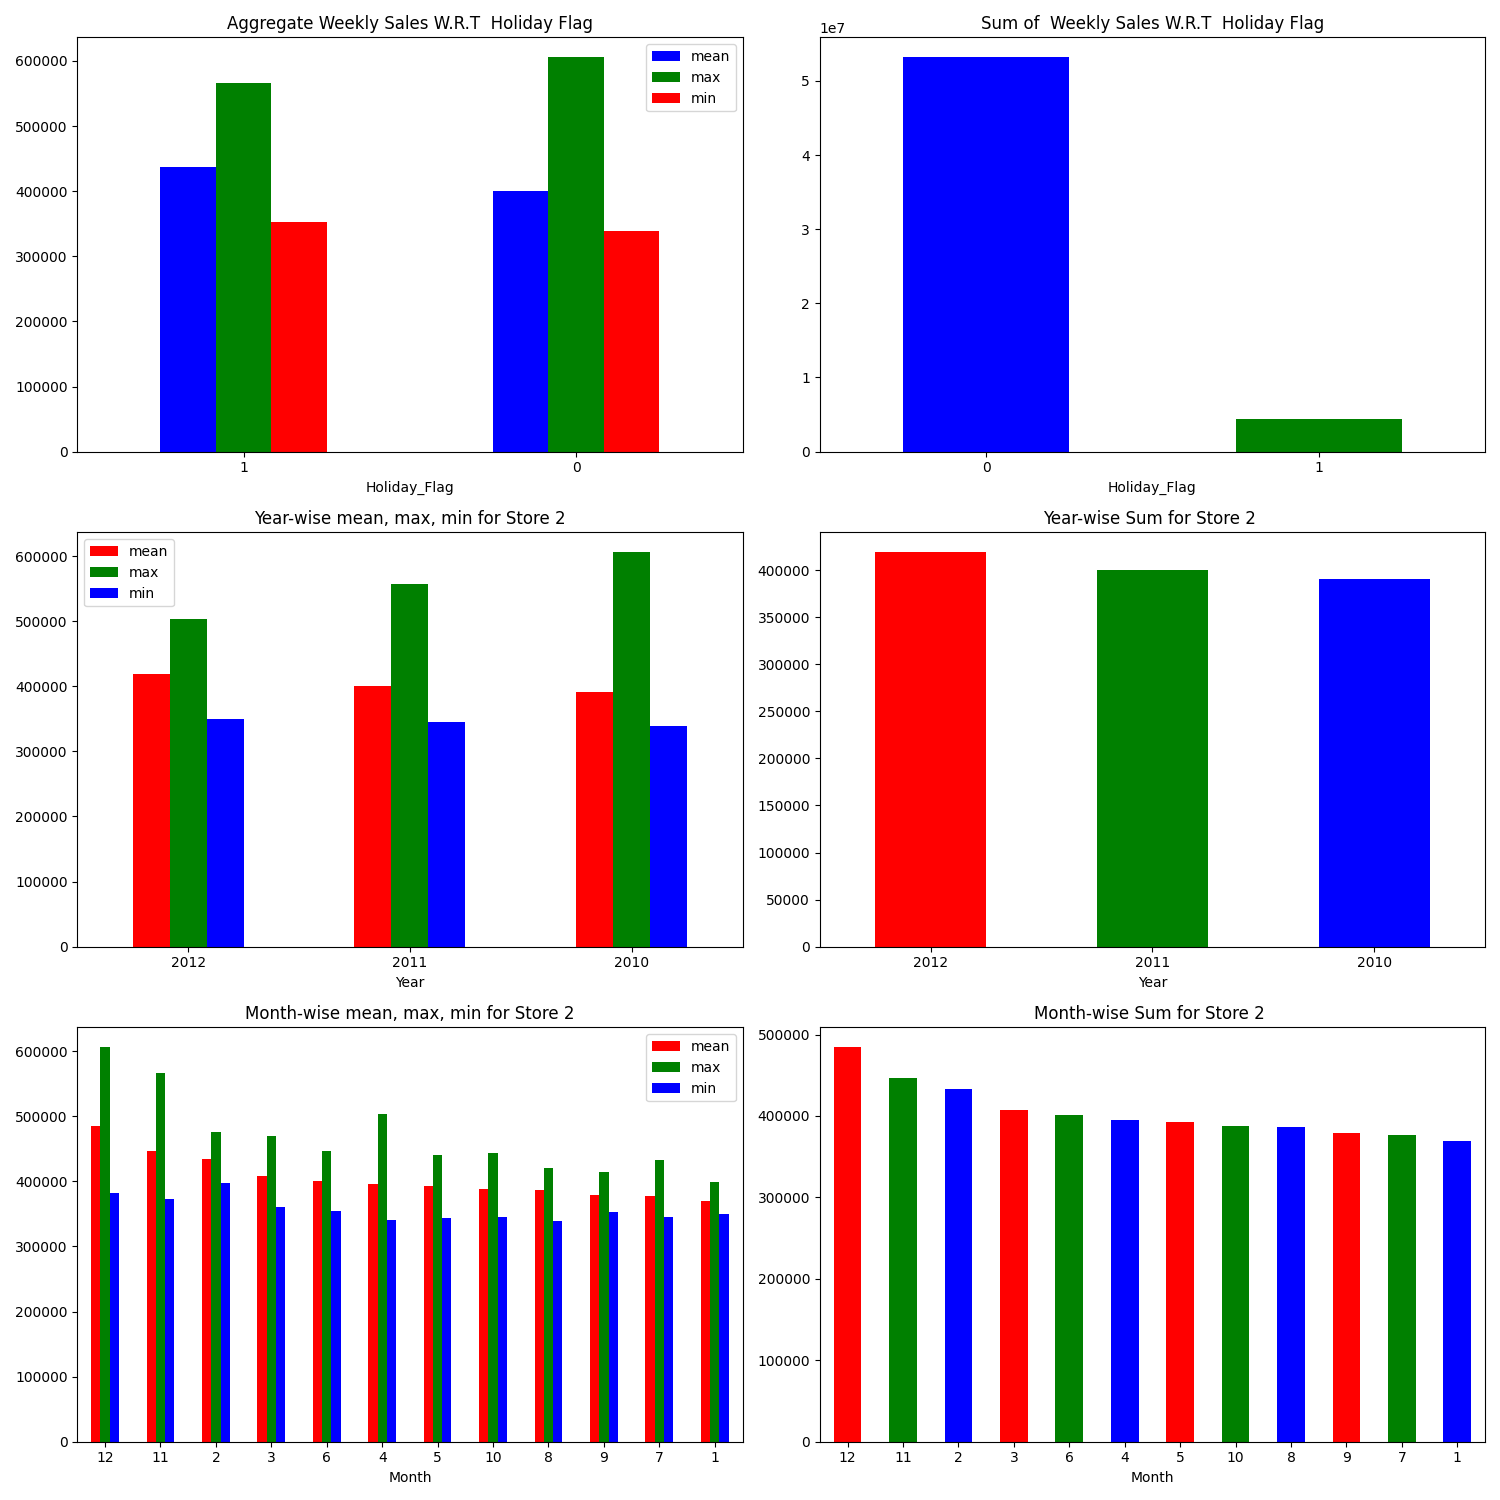 Aggregate Weekly Sales W.R.T  Holiday Flag
600000
500000
400000
300000
200000
100000
0
mean
max
min
1 0
Holiday_Flag
Sum of  Weekly Sales W.R.T  Holiday Flag
1e7
5
4
3
2
1
0
0 1
Holiday_Flag
Year-wise mean, max, min for Store 2
600000
500000
400000
300000
200000
100000
0
mean
max
min
2012 2011 2010
Year
Year-wise Sum for Store 2
400000
350000
300000
250000
200000
150000
100000
50000
0
2012 2011 2010
Year
Month-wise mean, max, min for Store 2
600000
500000
400000
300000
200000
100000
0
mean
max
min
12 11 2 3 6 4 5 10 8 9 7 1
Month
Month-wise Sum for Store 2
500000
400000
300000
200000
100000
0
12 11 2 3 6 4 5 10 8 9 7 1
Month